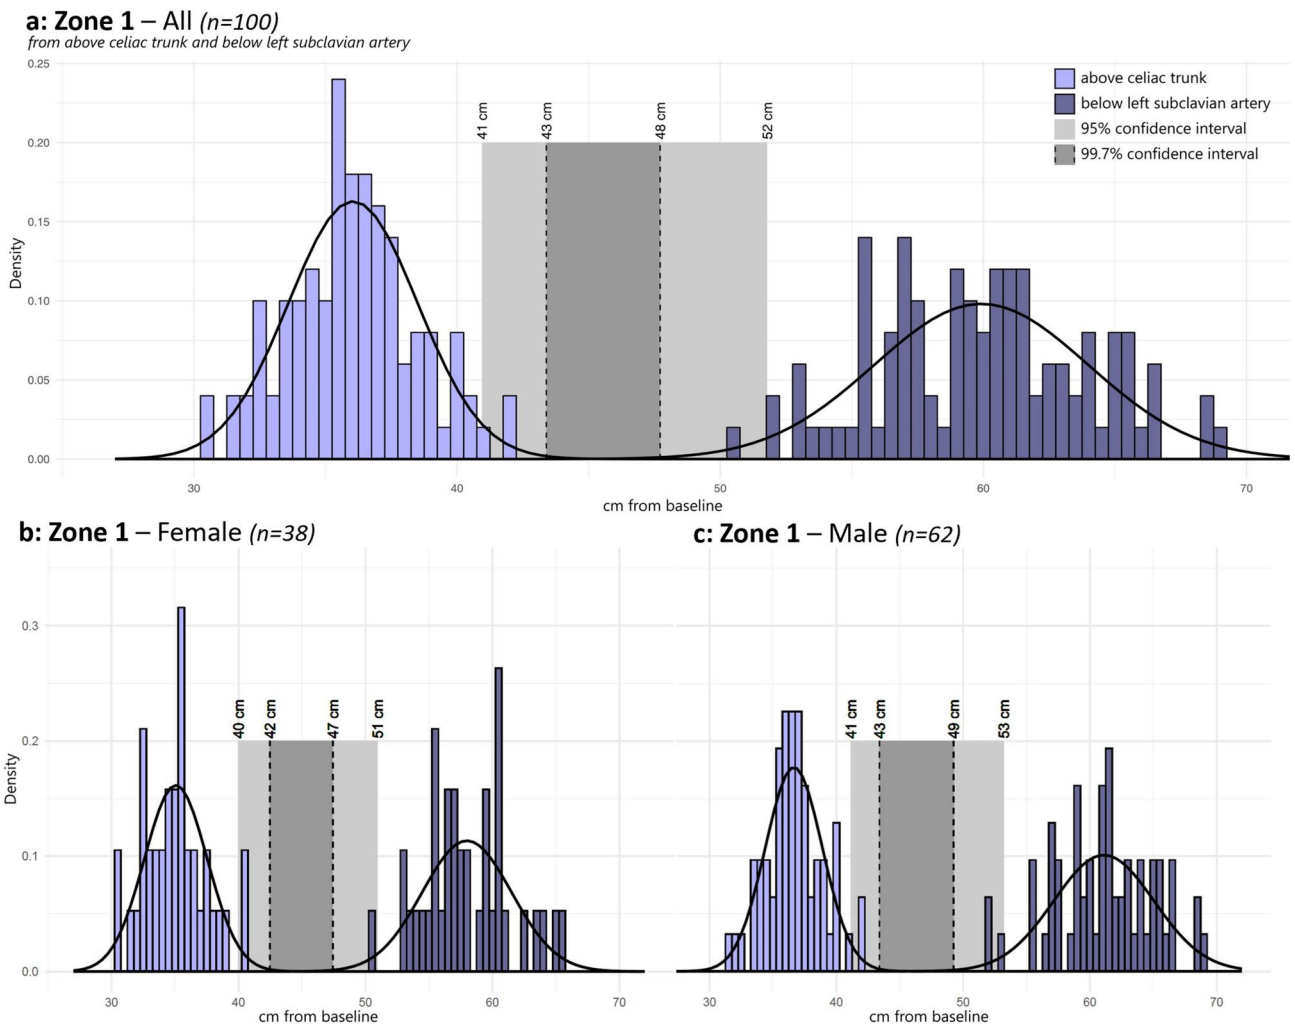 a: Zone 1 – All (n=100)
from above celiac trunk and below left subclavian artery
0.25
0.20
0.15
0.10
0.05
0.00
Density
41 cm
43 cm
48 cm
52 cm
above celiac trunk
below left subclavian artery
95% confidence interval
99.7% confidence interval
30
40
50
60
70
cm from baseline
b: Zone 1 – Female (n=38)
0.3
0.2
0.1
0.0
Density
40 cm
42 cm
47 cm
51 cm
30
40
50
60
70
cm from baseline
c: Zone 1 – Male (n=62)
41 cm
43 cm
49 cm
53 cm
30
40
50
60
70
cm from baseline